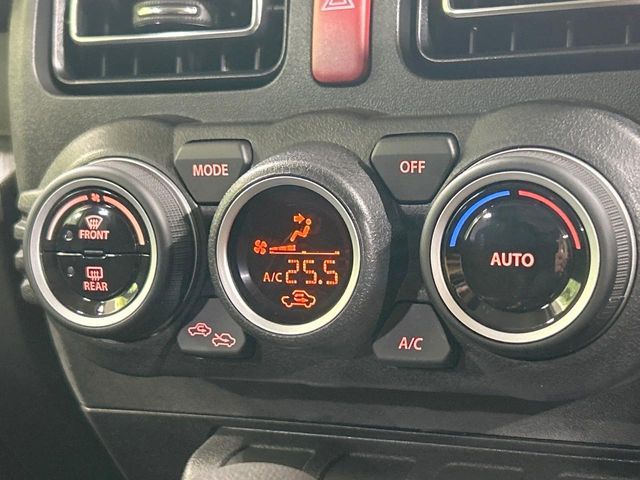 MODE
OFF
FRONT
REAR
A/C 25.5
AUTO
A/C